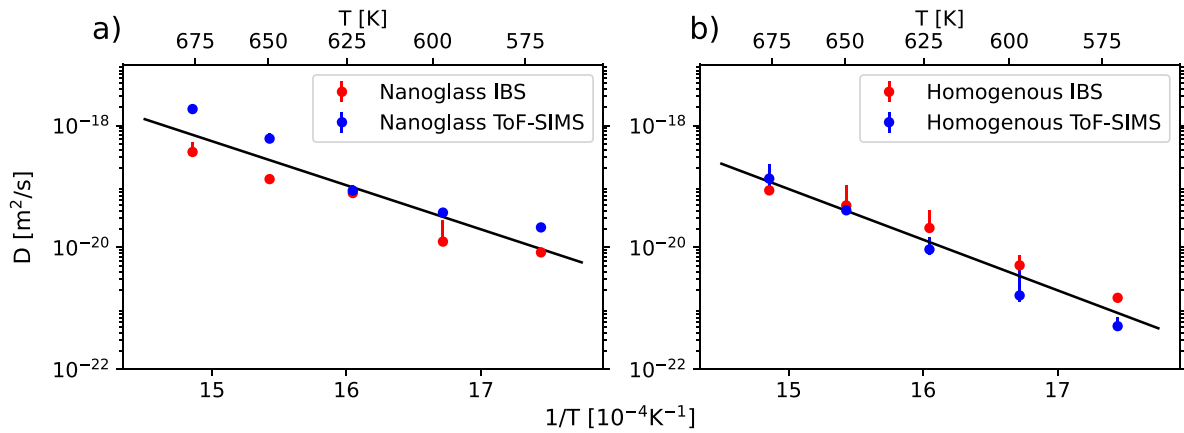 a)
T [K]
675 650 625 600 575
Nanoglass IBS
Nanoglass ToF-SIMS
D [m²/s]
10⁻¹⁸
10⁻²⁰
10⁻²²
15 16 17
b)
T [K]
675 650 625 600 575
Homogenous IBS
Homogenous ToF-SIMS
10⁻¹⁸
10⁻²⁰
10⁻²²
15 16 17
1/T [10⁻⁴K⁻¹]